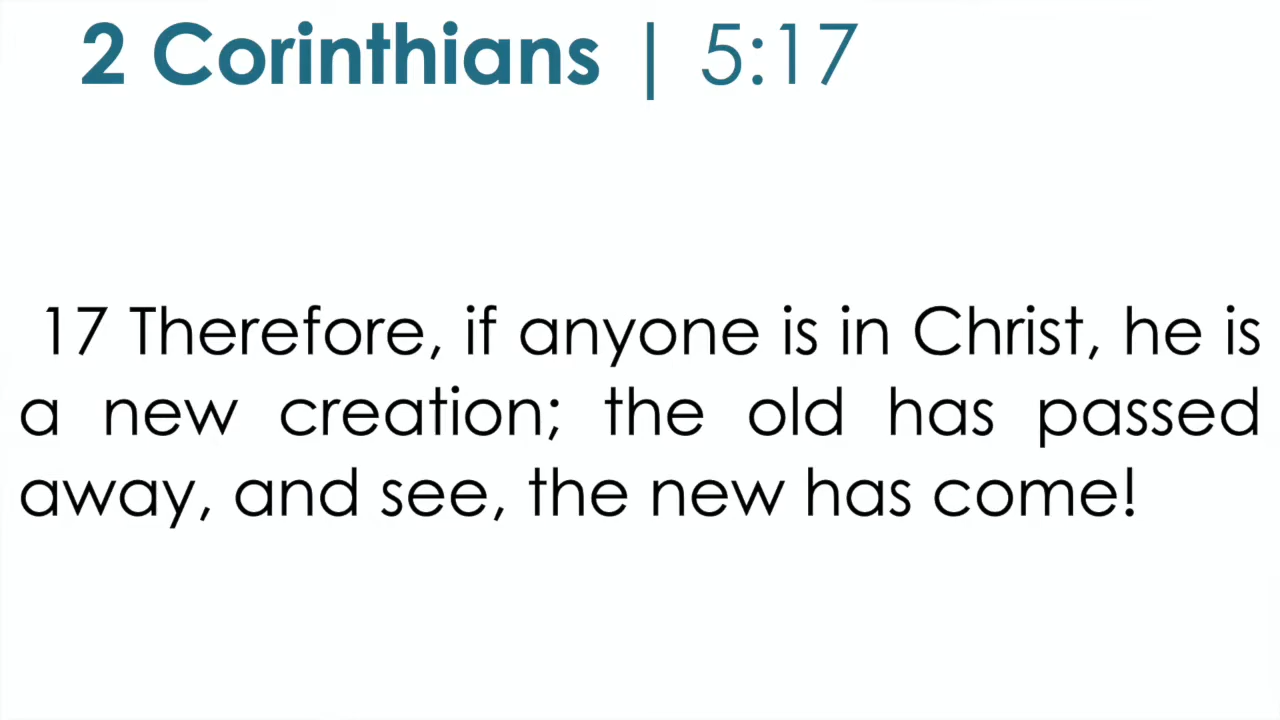 2 Corinthians | 5:17
17 Therefore, if anyone is in Christ, he is
a new creation; the old has passed
away, and see, the new has come!